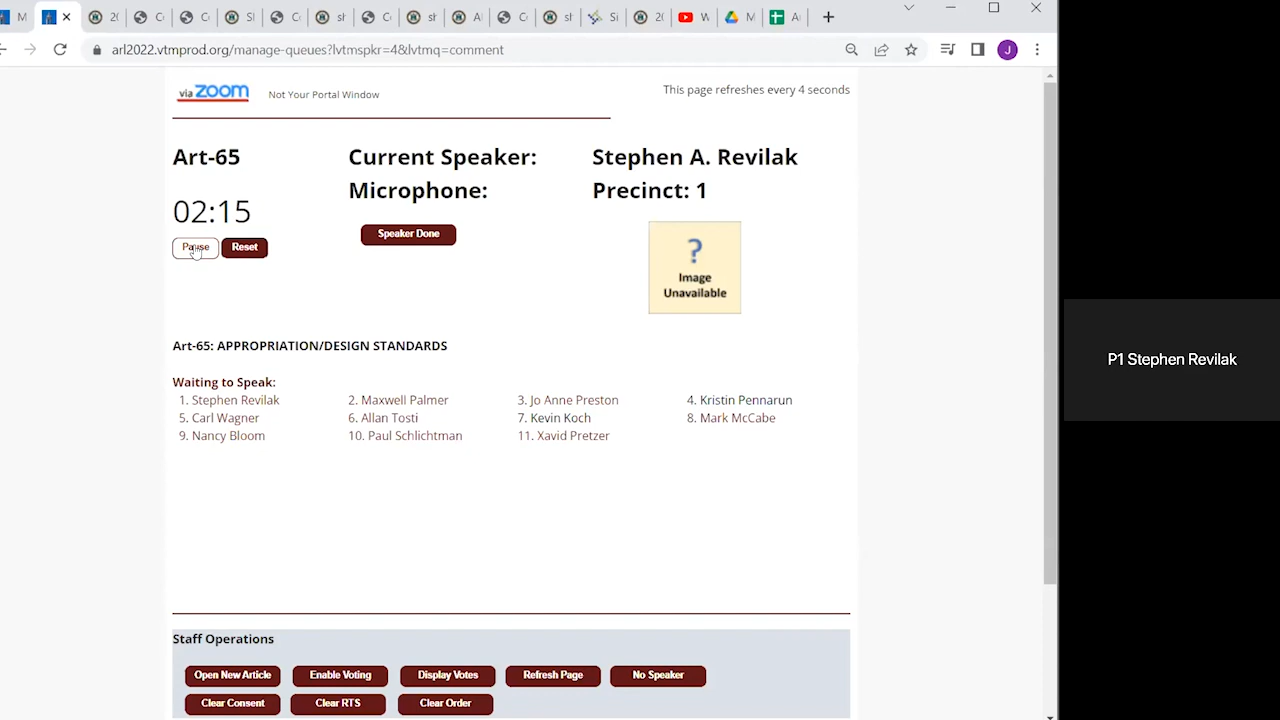 arl2022.vtmprod.org/manage-queues?lvtmspkr=4&lvtmq=comment
J
via zoom
Not Your Portal Window
This page refreshes every 4 seconds
Art-65
Current Speaker:
Stephen A. Revilak
Microphone:
Precinct: 1
02:15
Speaker Done
Pause
Reset
?
Image
Unavailable
P1 Stephen Revilak
Art-65: APPROPRIATION/DESIGN STANDARDS
Waiting to Speak:
1. Stephen Revilak
2. Maxwell Palmer
3. Jo Anne Preston
4. Kristin Pennarun
5. Carl Wagner
6. Allan Tosti
7. Kevin Koch
8. Mark McCabe
9. Nancy Bloom
10. Paul Schlichtman
11. Xavid Pretzer
Staff Operations
Open New Article
Enable Voting
Display Votes
Refresh Page
No Speaker
Clear Consent
Clear RTS
Clear Order